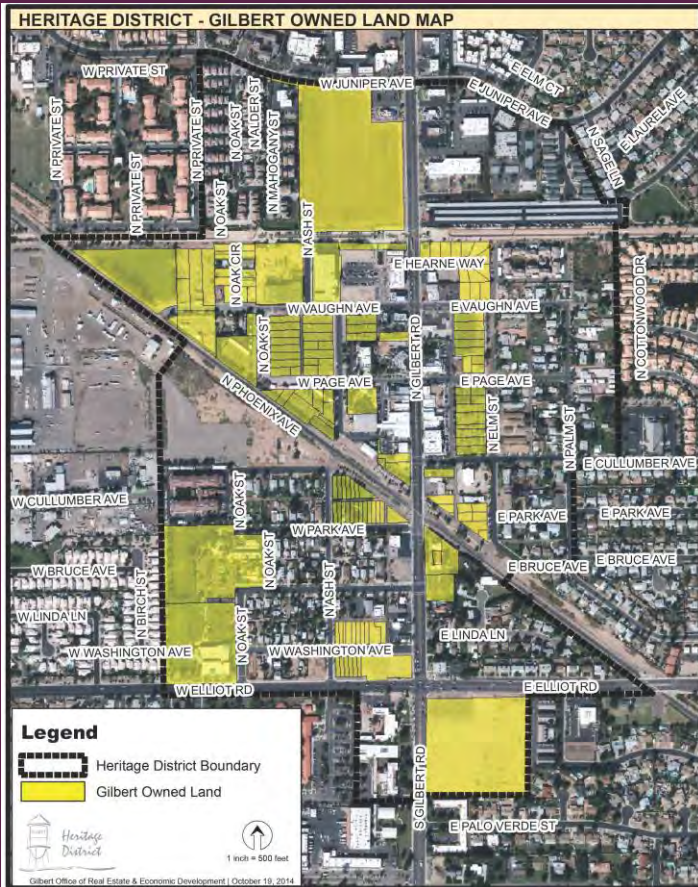 HERITAGE DISTRICT - GILBERT OWNED LAND MAP
W PRIVATE ST
W JUNIPER AVE
E ELM CT
E JUNIPER AVE
N PRIVATE ST
N PRIVATE ST
N OAK ST
N ALDER ST
N MAHOGANY ST
N SAGE LN
E LAUREL AVE
N PRIVATE ST
N OAK ST
N ASH ST
N OAK CIR
E HEARNE WAY
W VAUGHN AVE
E VAUGHN AVE
N COTTONWOOD DR
N OAK ST
N GILBERT RD
N PHOENIX AVE
W PAGE AVE
E PAGE AVE
N ELM ST
N PALM ST
W CULLUMBER AVE
E CULLUMBER AVE
N OAK ST
W PARK AVE
E PARK AVE
E PARK AVE
W BRUCE AVE
N OAK ST
E BRUCE AVE
E BRUCE AVE
N BIRCH ST
N ASH ST
W LINDA LN
N OAK ST
E LINDA LN
W WASHINGTON AVE
W WASHINGTON AVE
W ELLIOT RD
E ELLIOT RD
S GILBERT RD
E PALO VERDE ST
Legend
Heritage District Boundary
Gilbert Owned Land
Heritage
District
1 inch = 500 feet
Gilbert Office of Real Estate & Economic Development | October 19, 2014